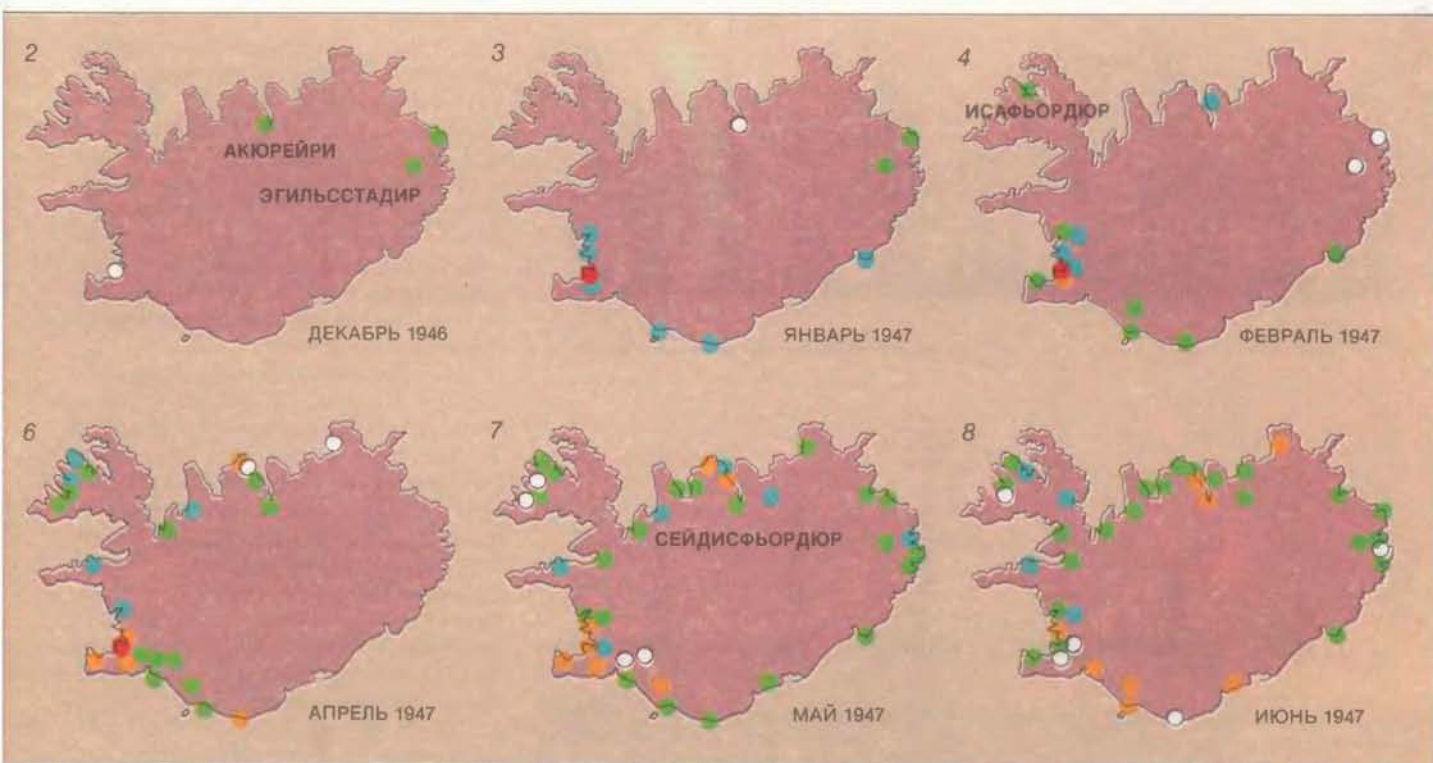 2
АКЮРЕЙРИ
ЭГИЛЬССТАДИР
ДЕКАБРЬ 1946
3
ЯНВАРЬ 1947
4
ИСАФЬОРДЮР
ФЕВРАЛЬ 1947
6
АПРЕЛЬ 1947
7
СЕЙДИСФЬОРДЮР
МАЙ 1947
8
ИЮНЬ 1947